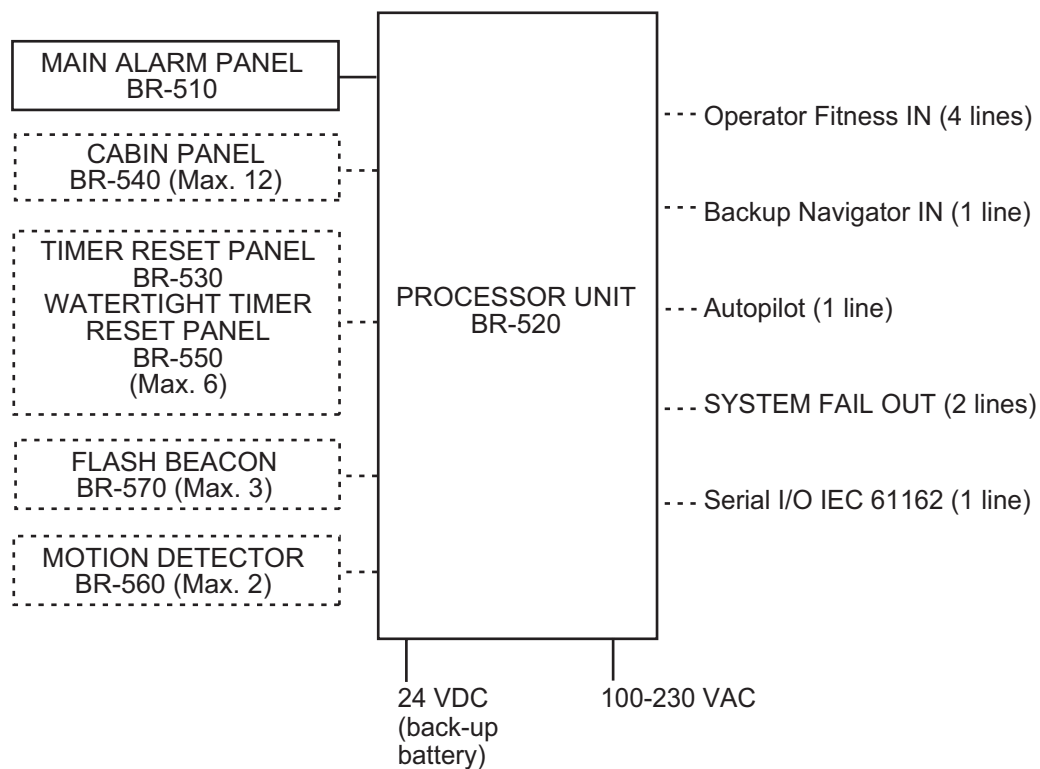 MAIN ALARM PANEL
BR-510
CABIN PANEL
BR-540 (Max. 12)
TIMER RESET PANEL
BR-530
WATERTIGHT TIMER
RESET PANEL
BR-550
(Max. 6)
FLASH BEACON
BR-570 (Max. 3)
MOTION DETECTOR
BR-560 (Max. 2)
PROCESSOR UNIT
BR-520
Operator Fitness IN (4 lines)
Backup Navigator IN (1 line)
Autopilot (1 line)
SYSTEM FAIL OUT (2 lines)
Serial I/O IEC 61162 (1 line)
24 VDC
(back-up
battery)
100-230 VAC